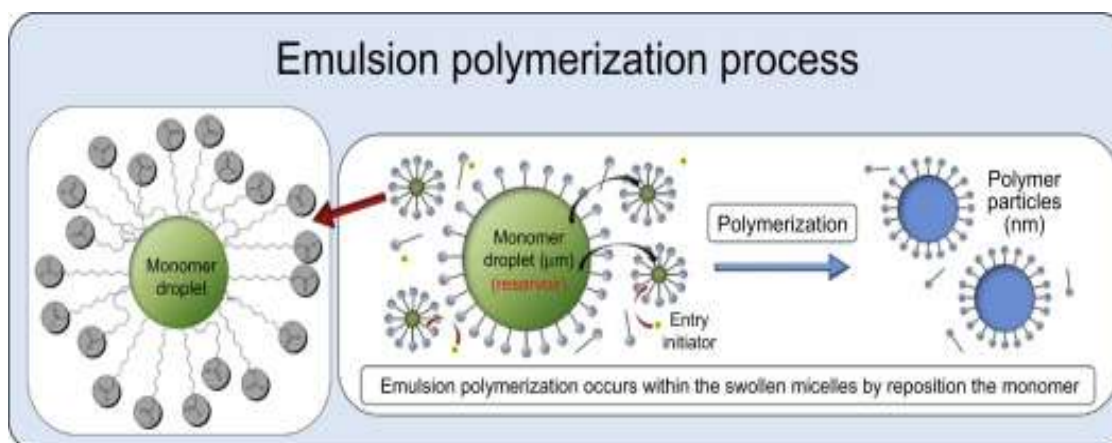 Emulsion polymerization process
Monomer
droplet
Monomer
droplet (μm)
(reservoir)
Entry
initiator
Polymerization
Polymer
particles
(nm)
Emulsion polymerization occurs within the swollen micelles by reposition the monomer